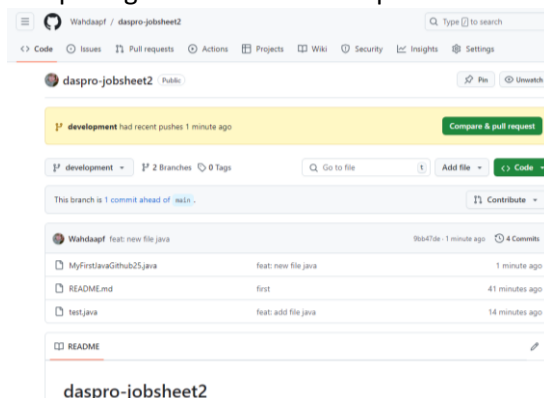 Wahdaapf / daspro-jobsheet2
Type / to search
Code Issues Pull requests Actions Projects Wiki Security Insights Settings
daspro-jobsheet2 Public Pin Unwatch
development had recent pushes 1 minute ago Compare & pull request
development 2 Branches 0 Tags Go to file t Add file Code
This branch is 1 commit ahead of main . Contribute
Wahdaapf feat: new file java 9bb47de · 1 minute ago 4 Commits
MyFirstJavaGithub25.java feat: new file java 1 minute ago
README.md first 41 minutes ago
test.java feat: add file java 14 minutes ago
README
daspro-jobsheet2